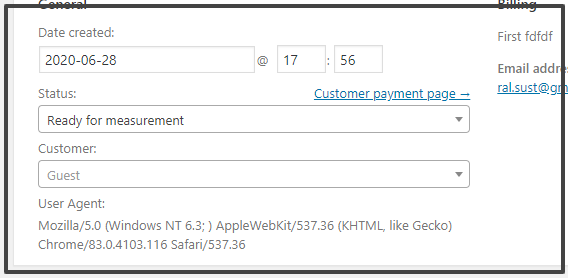 General
Billing
Date created:
2020-06-28 @ 17 : 56
First fdfdf
Status:
Customer payment page →
Email addre
ral.sust@gm
Ready for measurement
Customer:
Guest
User Agent:
Mozilla/5.0 (Windows NT 6.3; ) AppleWebKit/537.36 (KHTML, like Gecko)
Chrome/83.0.4103.116 Safari/537.36